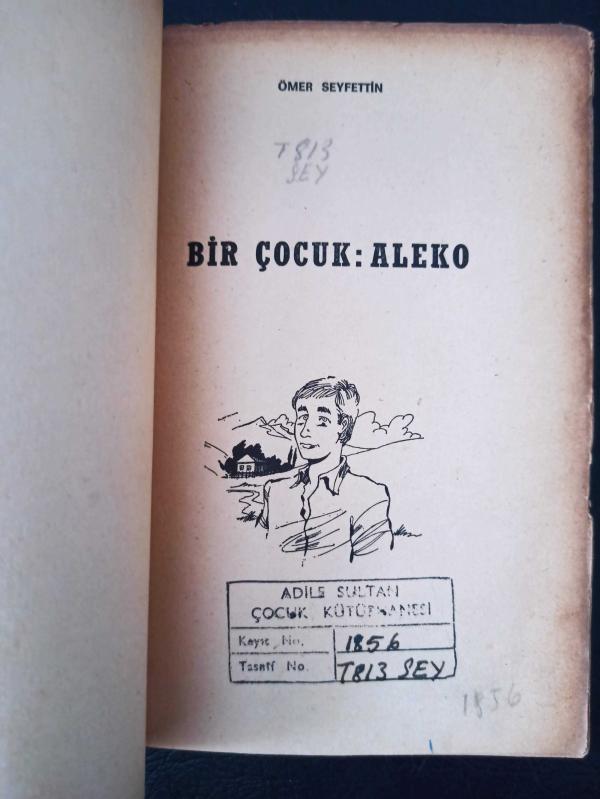 ÖMER SEYFETTİN
T813
SEY
BİR ÇOCUK: ALEKO
ADİLE SULTAN
ÇOCUK KÜTÜPHANESİ
Kayıt No. 1856
Tasnif No. T813 SEY
1856